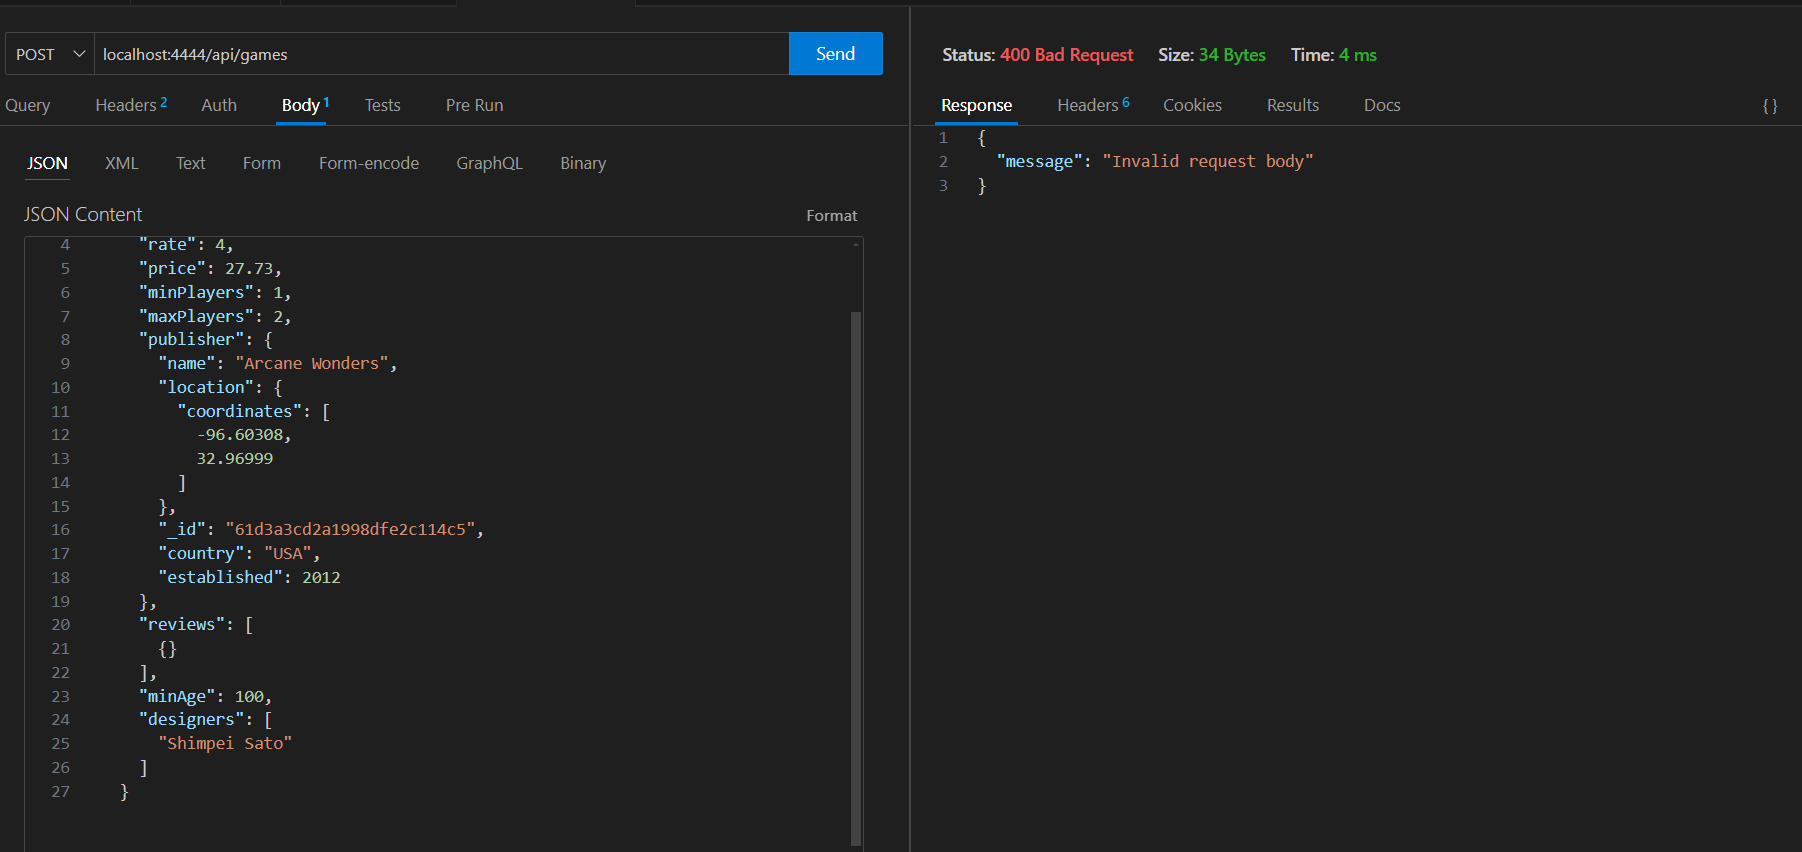 POST localhost:4444/api/games Send
Query Headers 2 Auth Body 1 Tests Pre Run
JSON XML Text Form Form-encode GraphQL Binary
JSON Content Format
4 "rate": 4,
5 "price": 27.73,
6 "minPlayers": 1,
7 "maxPlayers": 2,
8 "publisher": {
9 "name": "Arcane Wonders",
10 "location": {
11 "coordinates": [
12 -96.60308,
13 32.96999
14 ]
15 },
16 "_id": "61d3a3cd2a1998dfe2c114c5",
17 "country": "USA",
18 "established": 2012
19 },
20 "reviews": [
21 {}
22 ],
23 "minAge": 100,
24 "designers": [
25 "Shimpei Sato"
26 ]
27 }
Status: 400 Bad Request Size: 34 Bytes Time: 4 ms
Response Headers 6 Cookies Results Docs { }
1 {
2 "message": "Invalid request body"
3 }